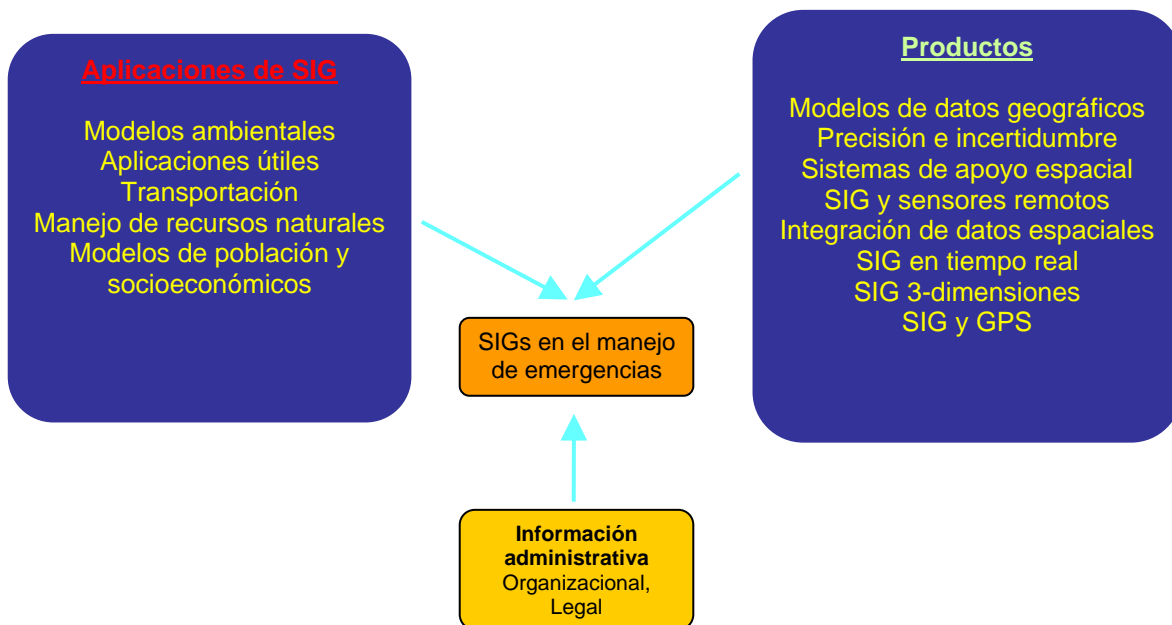 Aplicaciones de SIG
Modelos ambientales
Aplicaciones útiles
Transportación
Manejo de recursos naturales
Modelos de población y
socioeconómicos
Productos
Modelos de datos geográficos
Precisión e incertidumbre
Sistemas de apoyo espacial
SIG y sensores remotos
Integración de datos espaciales
SIG en tiempo real
SIG 3-dimensiones
SIG y GPS
SIGs en el manejo
de emergencias
Información
administrativa
Organizacional,
Legal